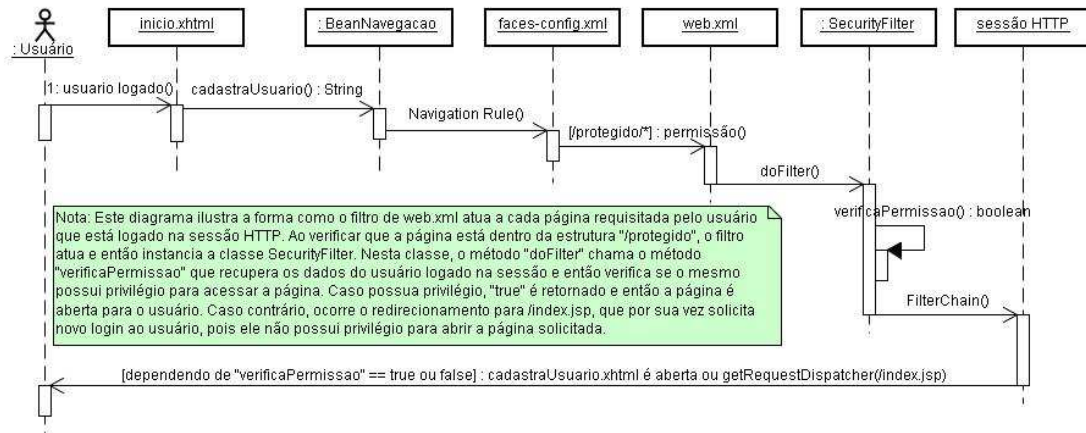 : Usuário
inicio.xhtml
: BeanNavegacao
faces-config.xml
web.xml
: SecurityFilter
sessão HTTP
1: usuario logado()
cadastraUsuario() : String
Navigation Rule()
[/protegido/*] : permissão()
doFilter()
verificaPermissao() : boolean
Nota: Este diagrama ilustra a forma como o filtro de web.xml atua a cada página requisitada pelo usuário
que está logado na sessão HTTP. Ao verificar que a página está dentro da estrutura "/protegido", o filtro
atua e então instancia a classe SecurityFilter. Nesta classe, o método "doFilter" chama o método
"verificaPermissao" que recupera os dados do usuário logado na sessão e então verifica se o mesmo
possui privilégio para acessar a página. Caso possua privilégio, "true" é retornado e então a página é
aberta para o usuário. Caso contrário, ocorre o redirecionamento para /index.jsp, que por sua vez solicita
novo login ao usuário, pois ele não possui privilégio para abrir a página solicitada.
FilterChain()
[dependendo de "verificaPermissao" == true ou false] : cadastraUsuario.xhtml é aberta ou getRequestDispatcher(/index.jsp)